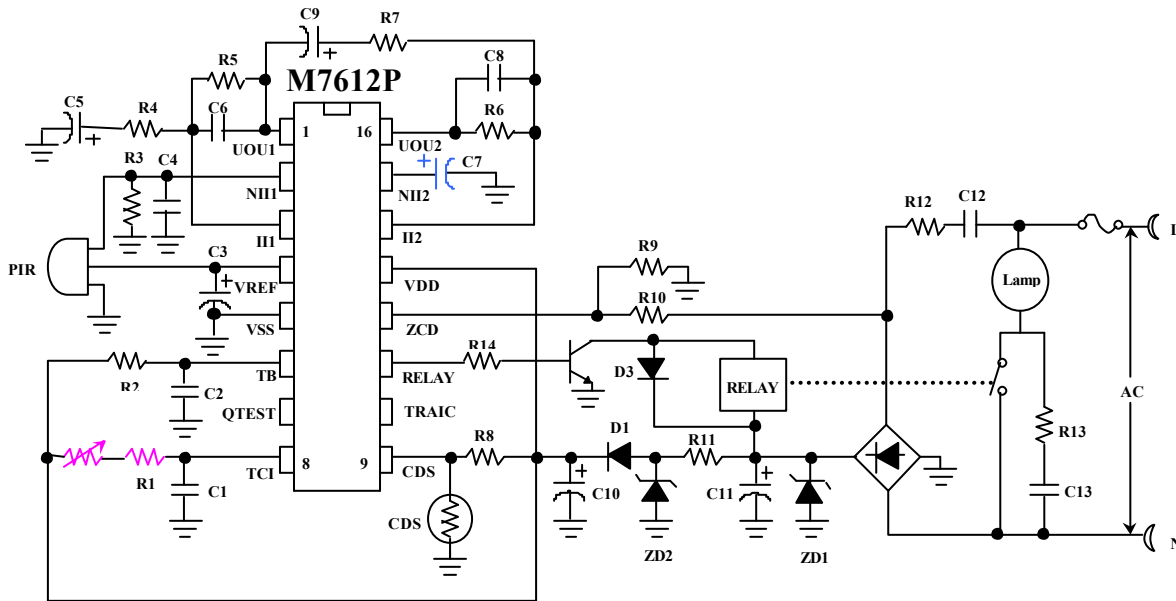 C9
R7
R5
C8
M7612P
C5
R4
C6
R6
1
16
UOU1
UOU2
R3
C4
C7
NII1
NII2
II1
II2
R12
C12
C3
R9
PIR
VREF
VDD
Lamp
R10
VSS
ZCD
R14
D3
R2
TB
RELAY
RELAY
AC
C2
QTEST
TRAIC
D1
R11
R13
R8
8
9
TCI
CDS
R1
C1
C10
C11
C13
CDS
ZD2
ZD1
N